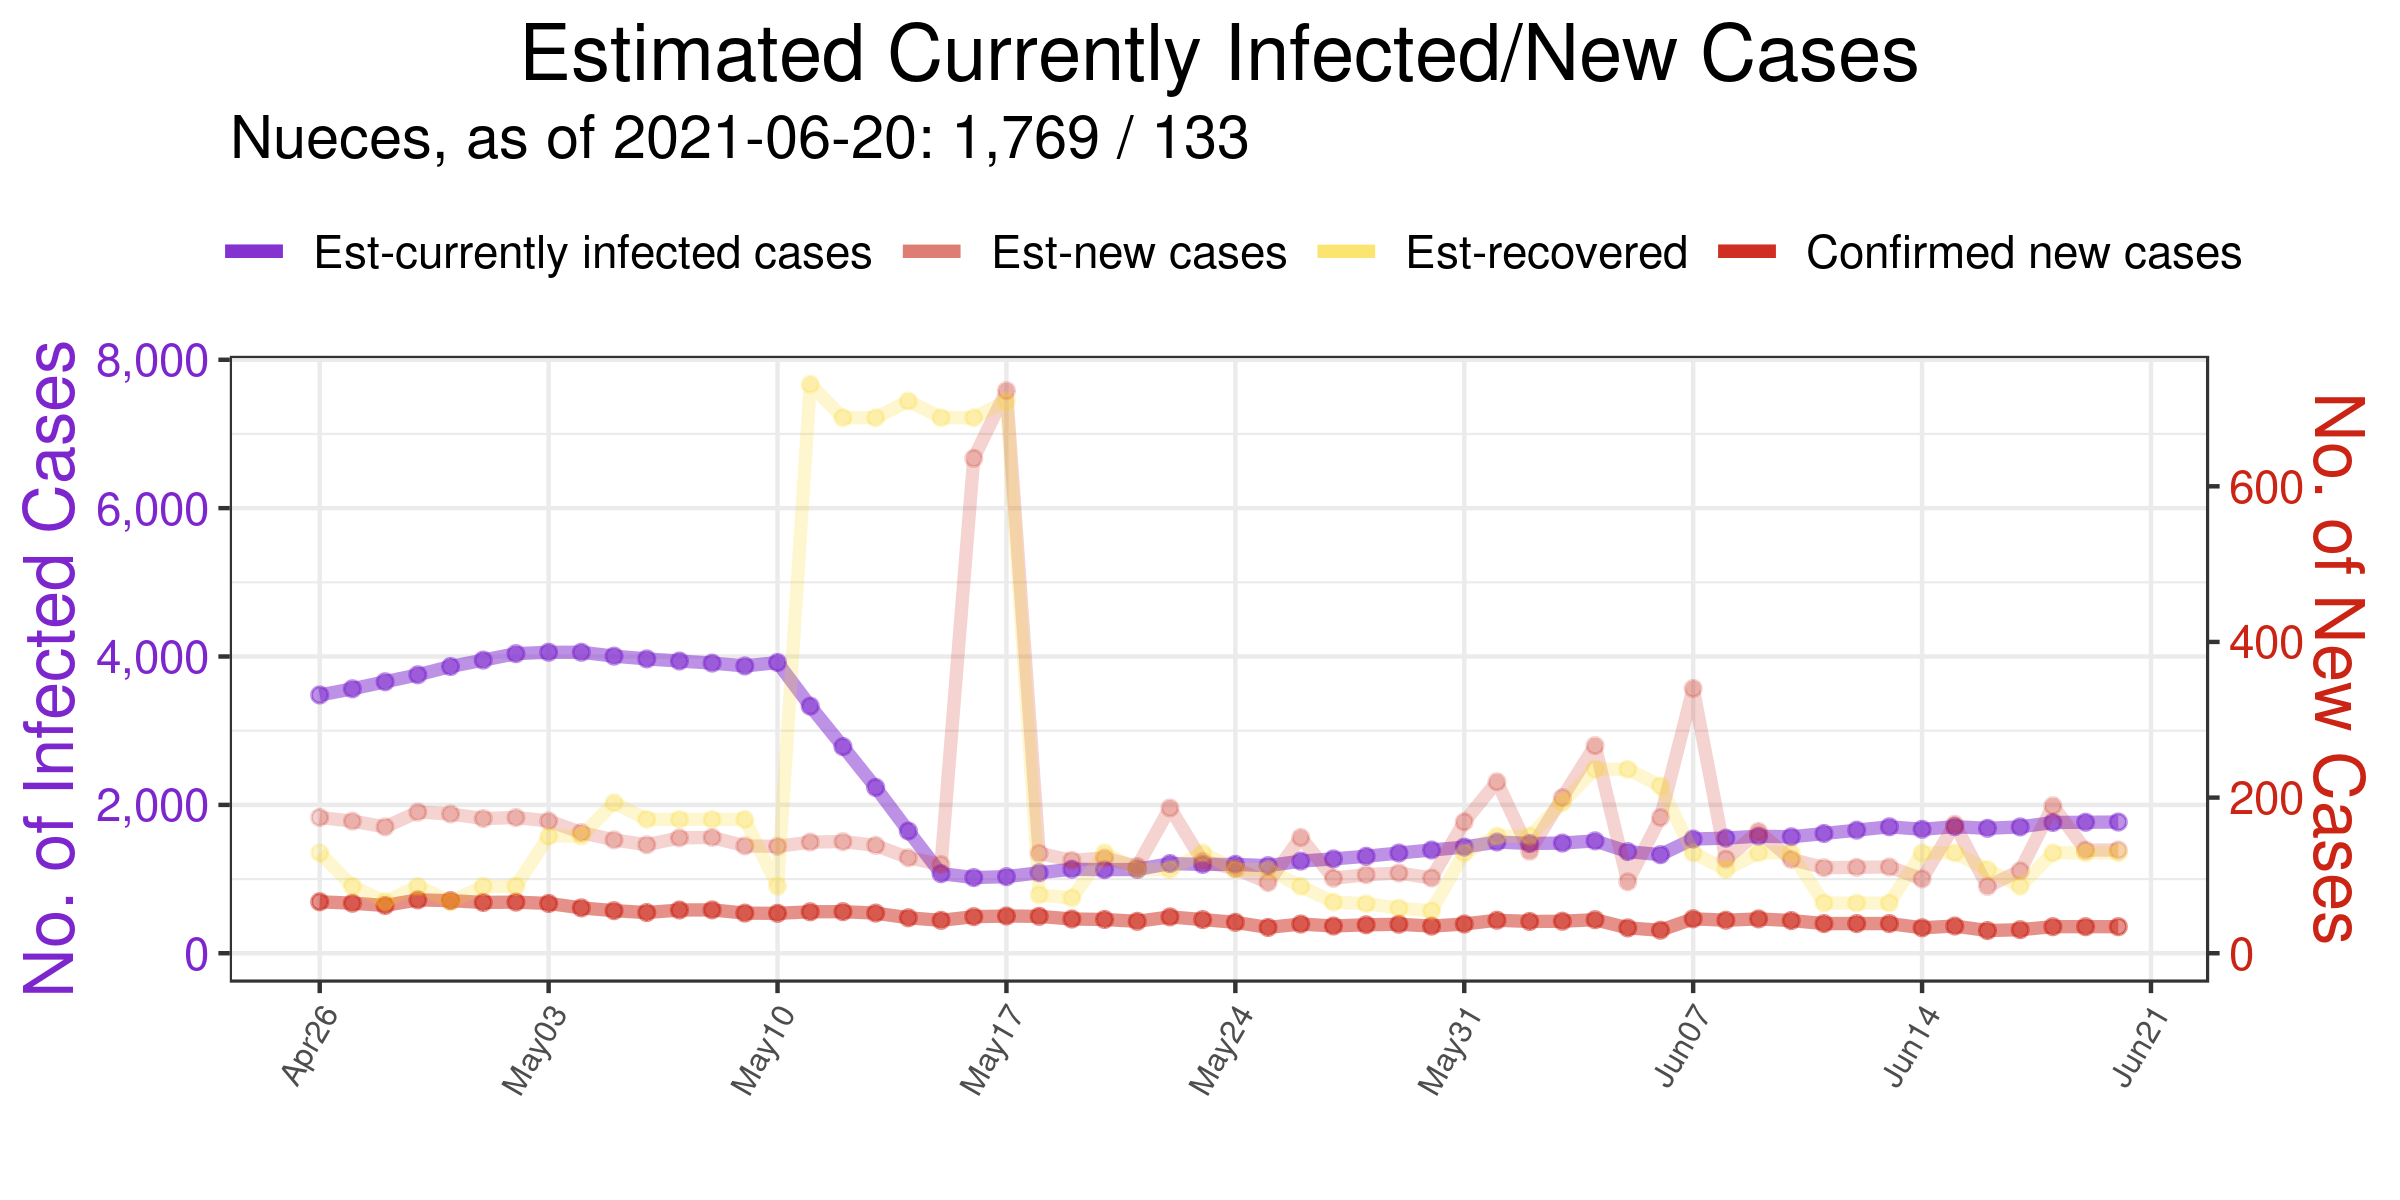 Estimated Currently Infected/New Cases
Nueces, as of 2021-06-20: 1,769 / 133
Est-currently infected cases Est-new cases Est-recovered Confirmed new cases
No. of Infected Cases
8,000
6,000
4,000
2,000
0
No. of New Cases
600
400
200
0
Apr26 May03 May10 May17 May24 May31 Jun07 Jun14 Jun21